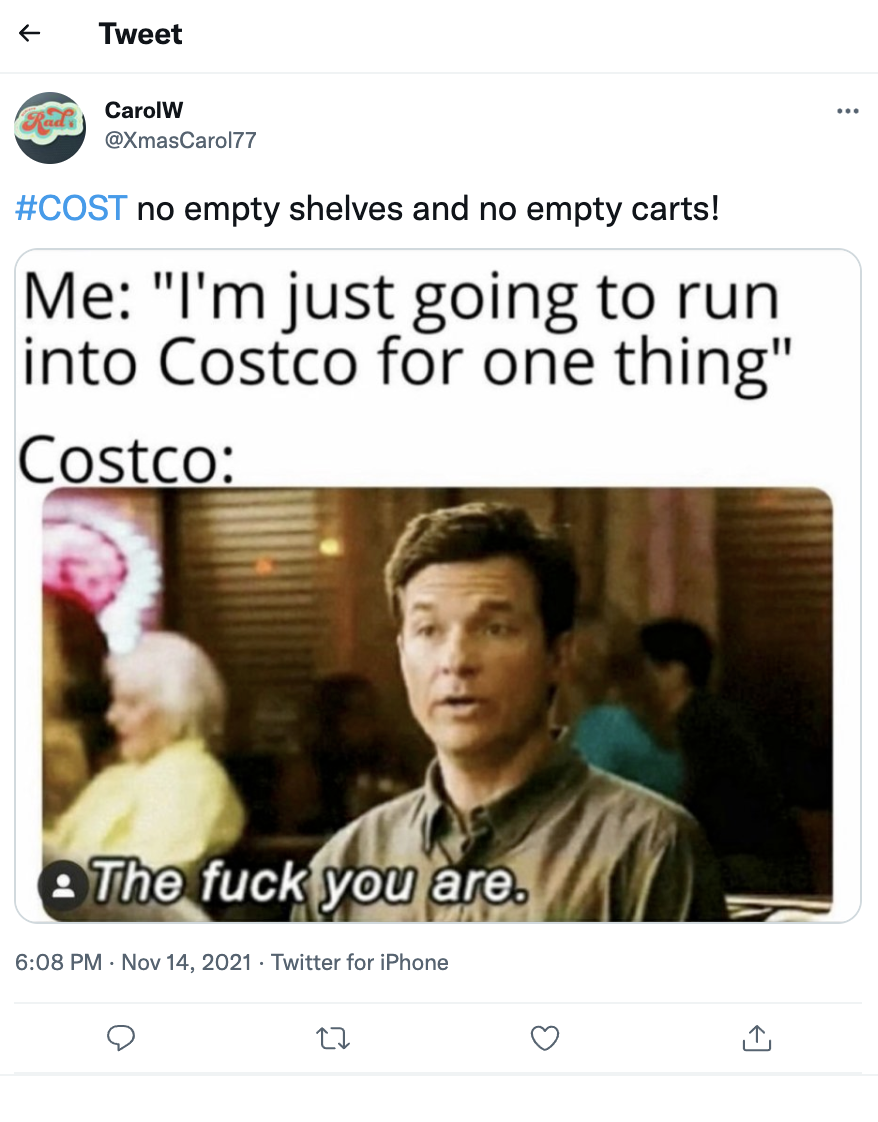 Tweet
Rad
CarolW
@XmasCarol77
#COST no empty shelves and no empty carts!
Me: "I'm just going to run
into Costco for one thing"
Costco:
The fuck you are.
6:08 PM · Nov 14, 2021 · Twitter for iPhone